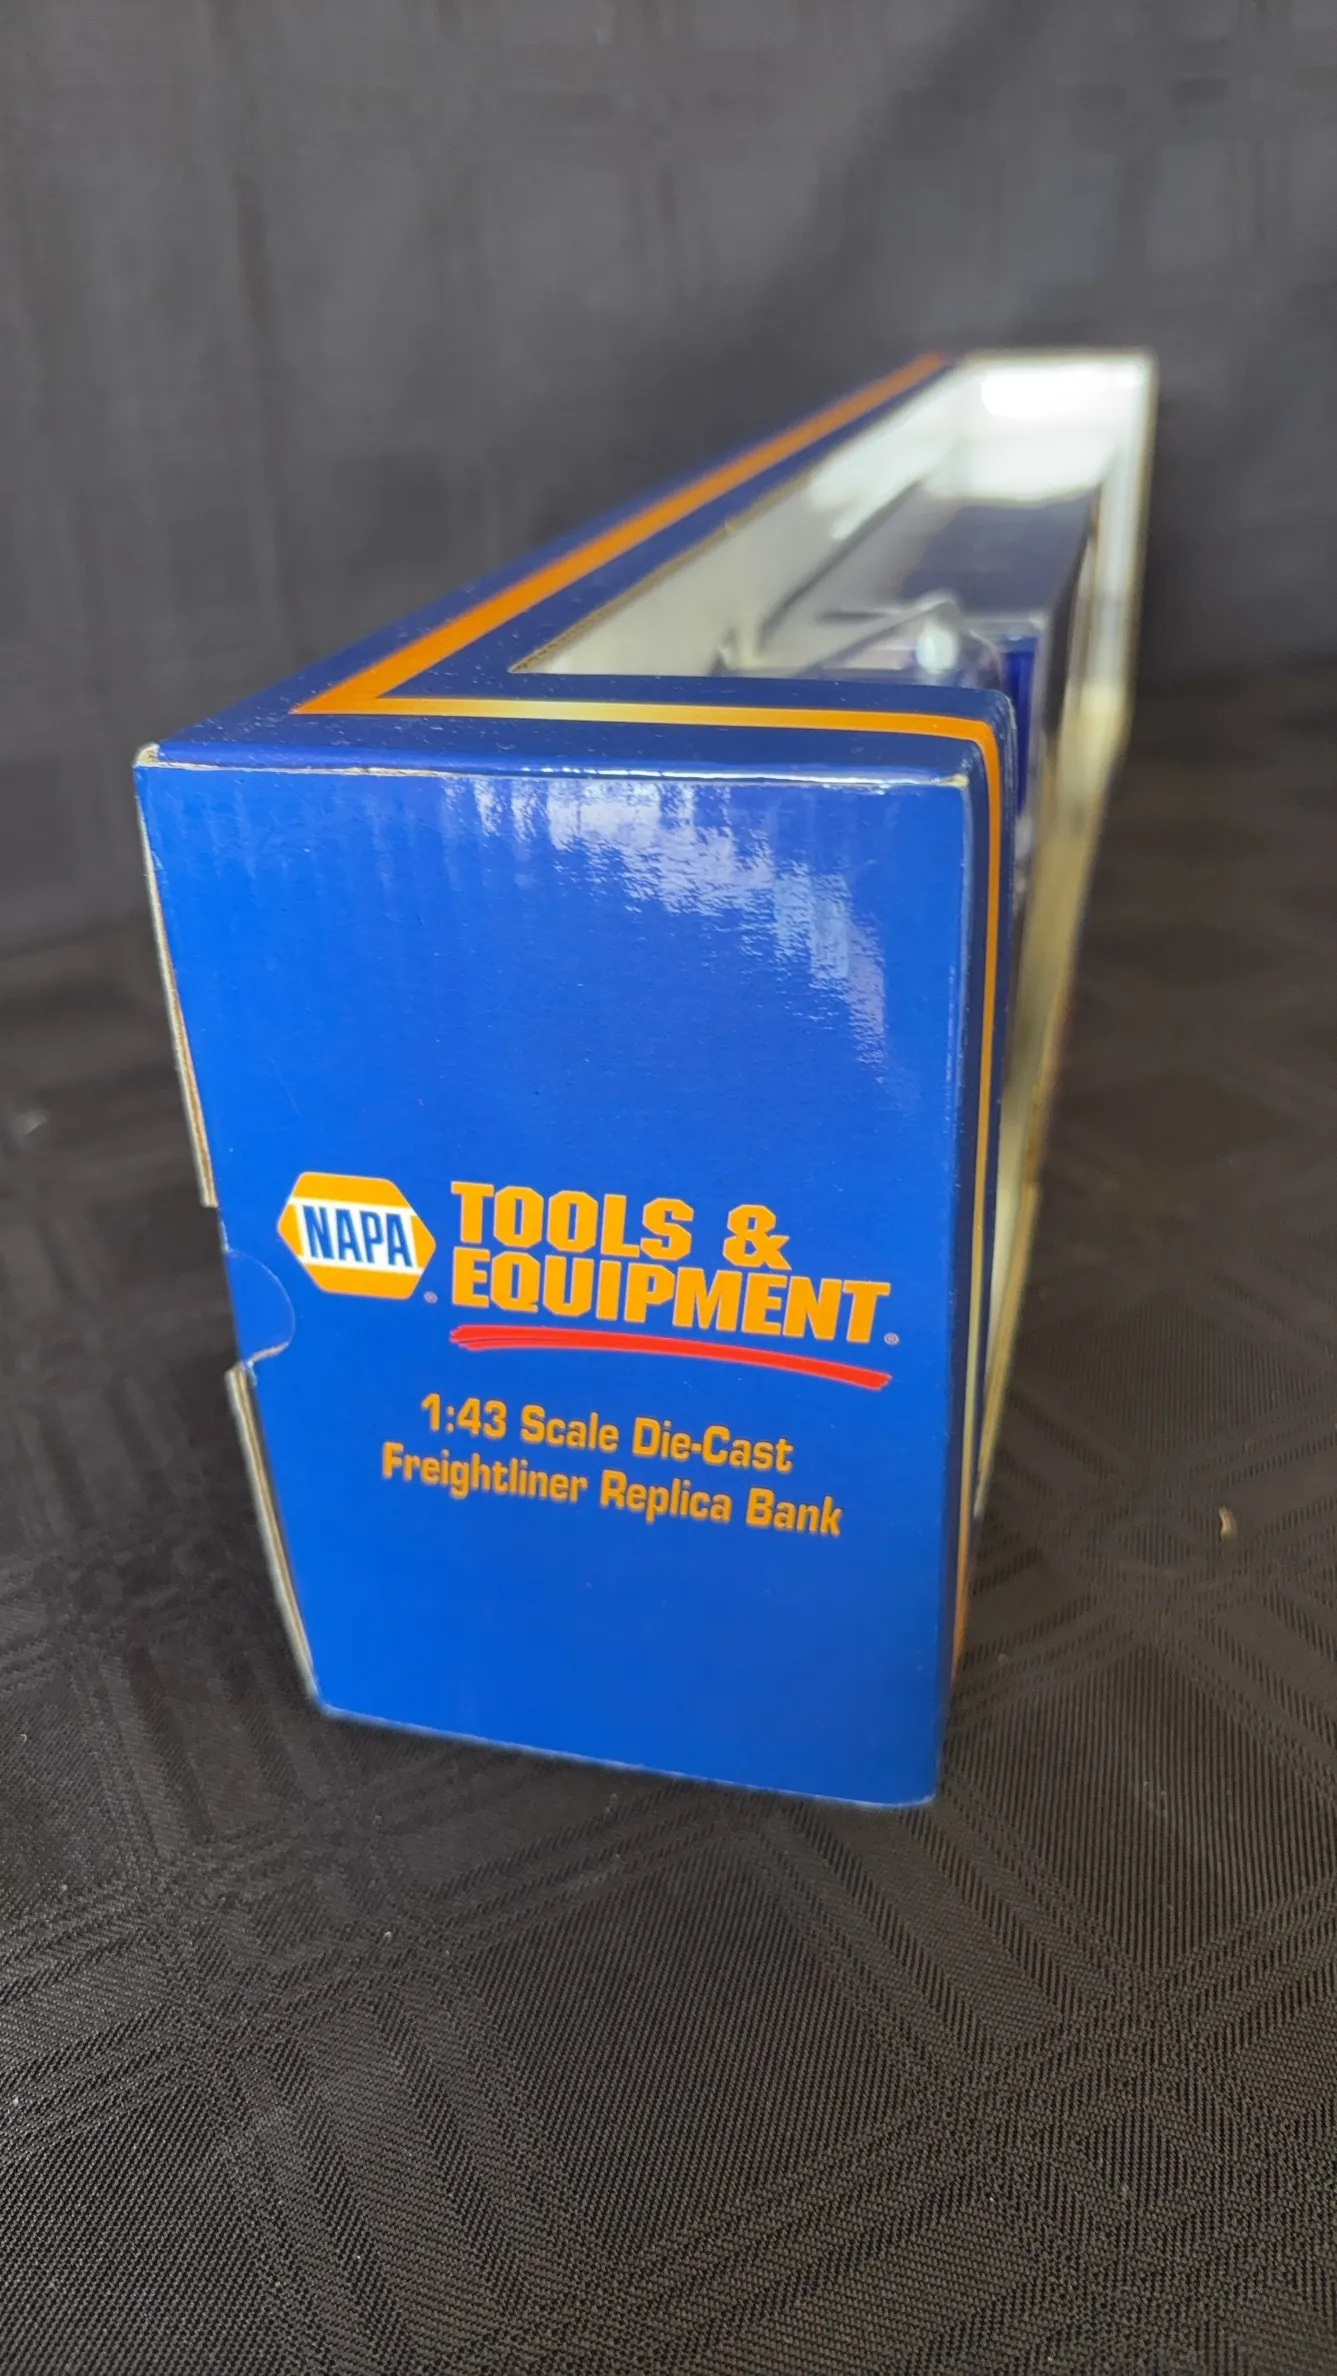 NAPA
®
TOOLS &
EQUIPMENT®
1:43 Scale Die-Cast
Freightliner Replica Bank